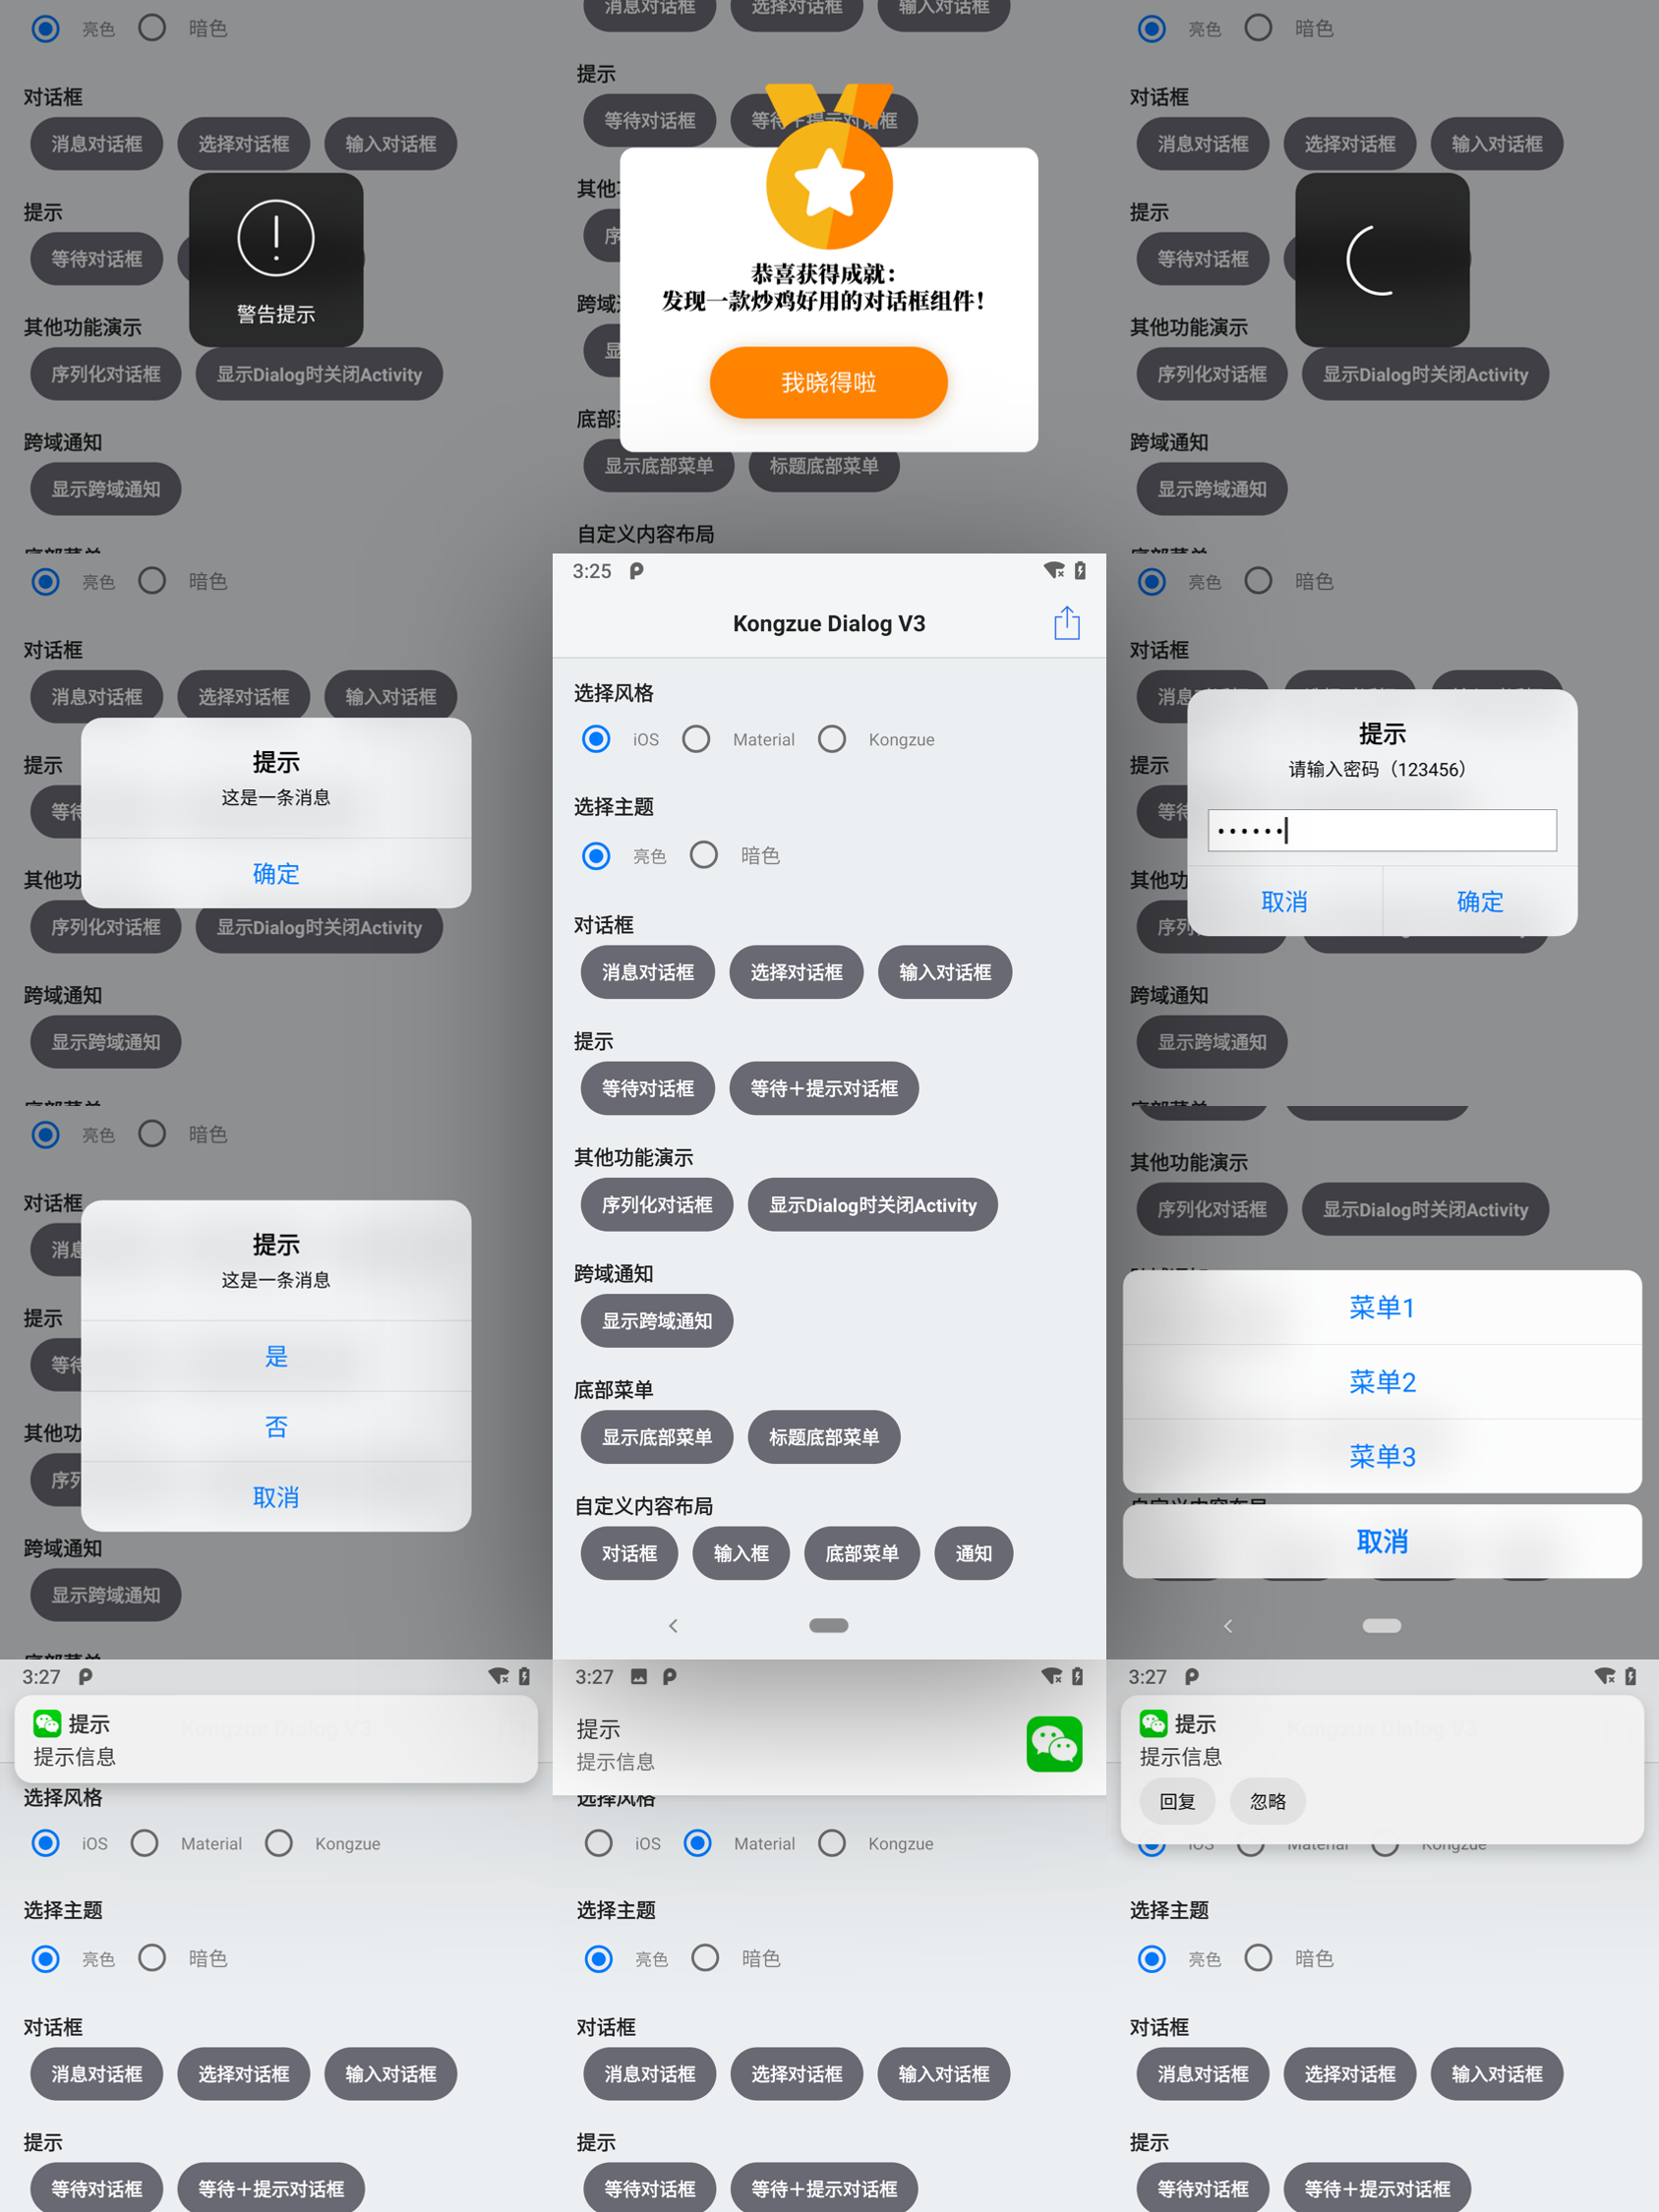 亮色 暗色
对话框
消息对话框 选择对话框 输入对话框
提示
等待对话框
警告提示
其他功能演示
序列化对话框 显示Dialog时关闭Activity
跨域通知
显示跨域通知
消息对话框 选择对话框 输入对话框
提示
等待对话框 等待+提示对话框
恭喜获得成就：
发现一款炒鸡好用的对话框组件！
我晓得啦
显示底部菜单 标题底部菜单
自定义内容布局
亮色 暗色
对话框
消息对话框 选择对话框 输入对话框
提示
等待对话框
其他功能演示
序列化对话框 显示Dialog时关闭Activity
跨域通知
显示跨域通知
亮色 暗色
对话框
消息对话框 选择对话框 输入对话框
提示
提示
这是一条消息
确定
序列化对话框 显示Dialog时关闭Activity
跨域通知
显示跨域通知
3:25
Kongzue Dialog V3
选择风格
iOS Material Kongzue
选择主题
亮色 暗色
对话框
消息对话框 选择对话框 输入对话框
提示
等待对话框 等待+提示对话框
其他功能演示
序列化对话框 显示Dialog时关闭Activity
跨域通知
显示跨域通知
底部菜单
显示底部菜单 标题底部菜单
自定义内容布局
对话框 输入框 底部菜单 通知
亮色 暗色
对话框
提示
提示
请输入密码（123456）
取消 确定
跨域通知
显示跨域通知
亮色 暗色
对话框
提示
提示
这是一条消息
是
否
取消
跨域通知
显示跨域通知
其他功能演示
序列化对话框 显示Dialog时关闭Activity
菜单1
菜单2
菜单3
取消
3:27
提示
提示信息
选择风格
iOS Material Kongzue
选择主题
亮色 暗色
对话框
消息对话框 选择对话框 输入对话框
提示
等待对话框 等待+提示对话框
3:27
提示
提示信息
选择风格
iOS Material Kongzue
选择主题
亮色 暗色
对话框
消息对话框 选择对话框 输入对话框
提示
等待对话框 等待+提示对话框
3:27
提示
提示信息
回复 忽略
iOS Material Kongzue
选择主题
亮色 暗色
对话框
消息对话框 选择对话框 输入对话框
提示
等待对话框 等待+提示对话框